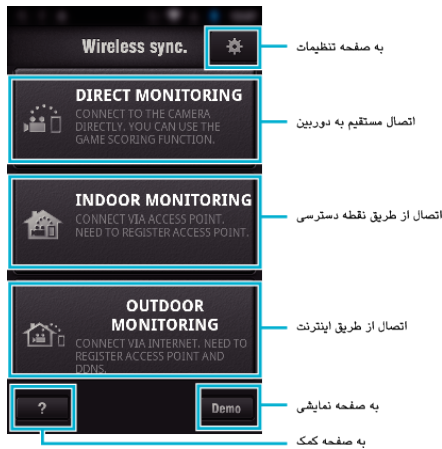 Wireless sync.
به صفحه تنظیمات
DIRECT MONITORING
CONNECT TO THE CAMERA
DIRECTLY. YOU CAN USE THE
GAME SCORING FUNCTION.
اتصال مستقیم به دوربین
INDOOR MONITORING
CONNECT VIA ACCESS POINT.
NEED TO REGISTER ACCESS POINT.
اتصال از طریق نقطه دسترسی
OUTDOOR
MONITORING
CONNECT VIA INTERNET. NEED TO
REGISTER ACCESS POINT AND
DDNS.
اتصال از طریق اینترنت
?
Demo
به صفحه نمایشی
به صفحه کمک